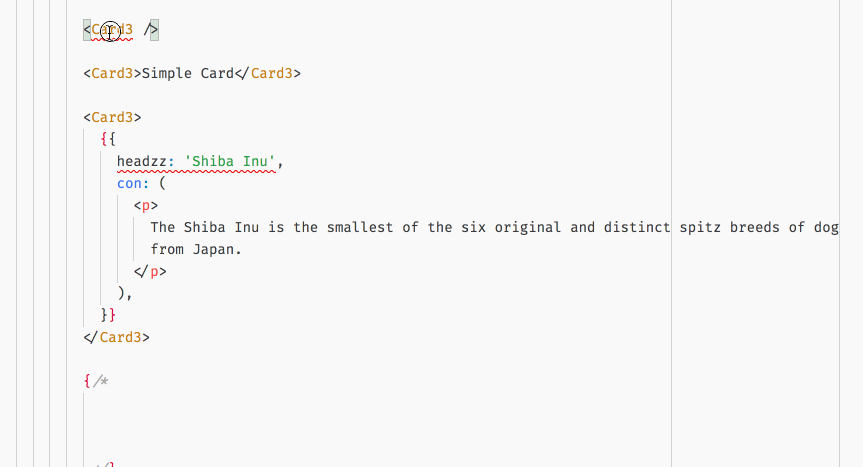 <Card3 />
<Card3>Simple Card</Card3>
<Card3>
{{
headzz: 'Shiba Inu',
con: (
<p>
The Shiba Inu is the smallest of the six original and distinct spitz breeds of dog
from Japan.
</p>
),
}}
</Card3>
{/*